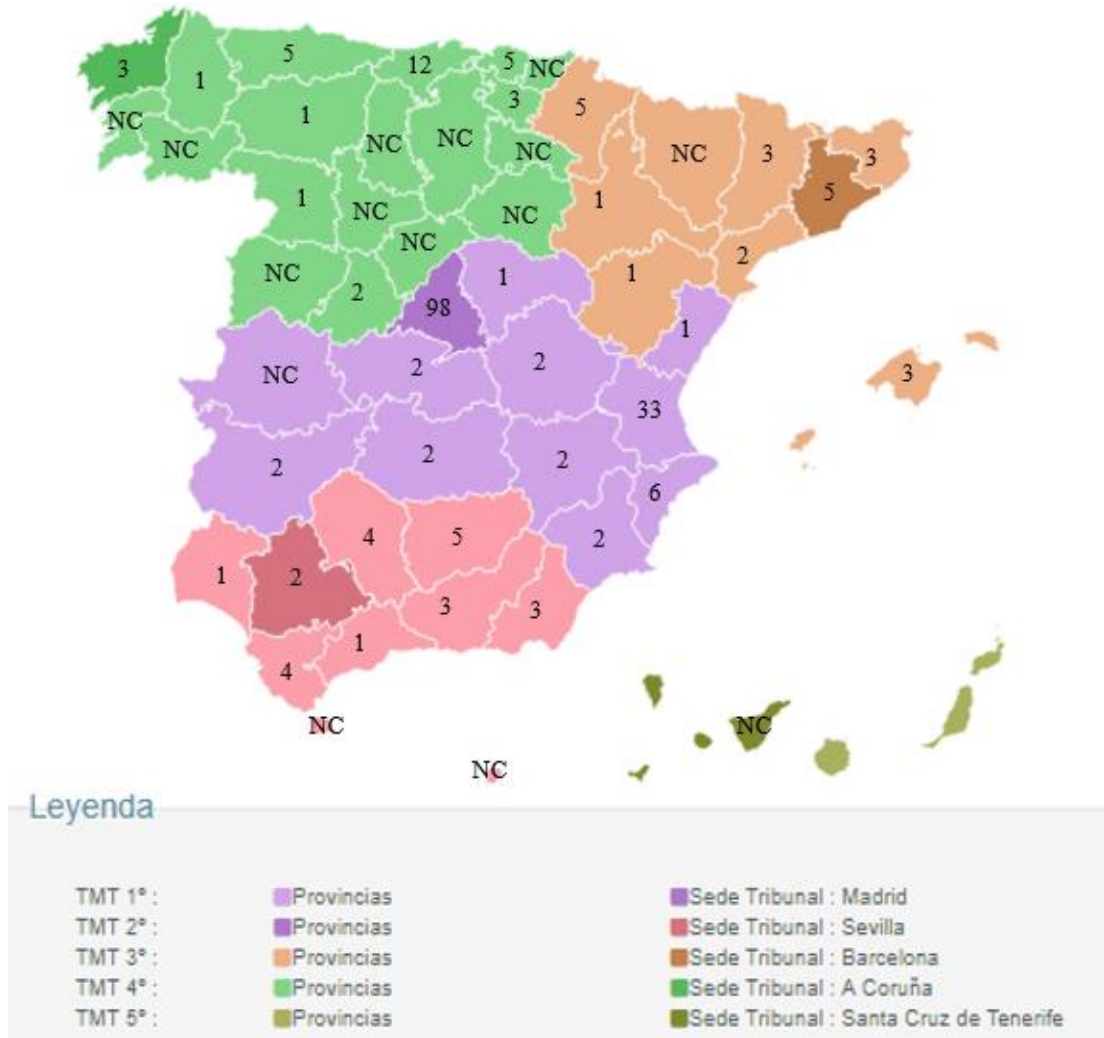 5
12
5
NC
3
1
3
5
1
NC
NC
3
3
NC
NC
NC
NC
5
1
NC
NC
1
NC
NC
2
1
NC
2
98
1
1
NC
2
2
3
33
2
2
2
6
4
5
2
1
2
3
3
1
4
NC
NC
NC
Leyenda
TMT 1º : Provincias Sede Tribunal : Madrid
TMT 2º : Provincias Sede Tribunal : Sevilla
TMT 3º : Provincias Sede Tribunal : Barcelona
TMT 4º : Provincias Sede Tribunal : A Coruña
TMT 5º : Provincias Sede Tribunal : Santa Cruz de Tenerife